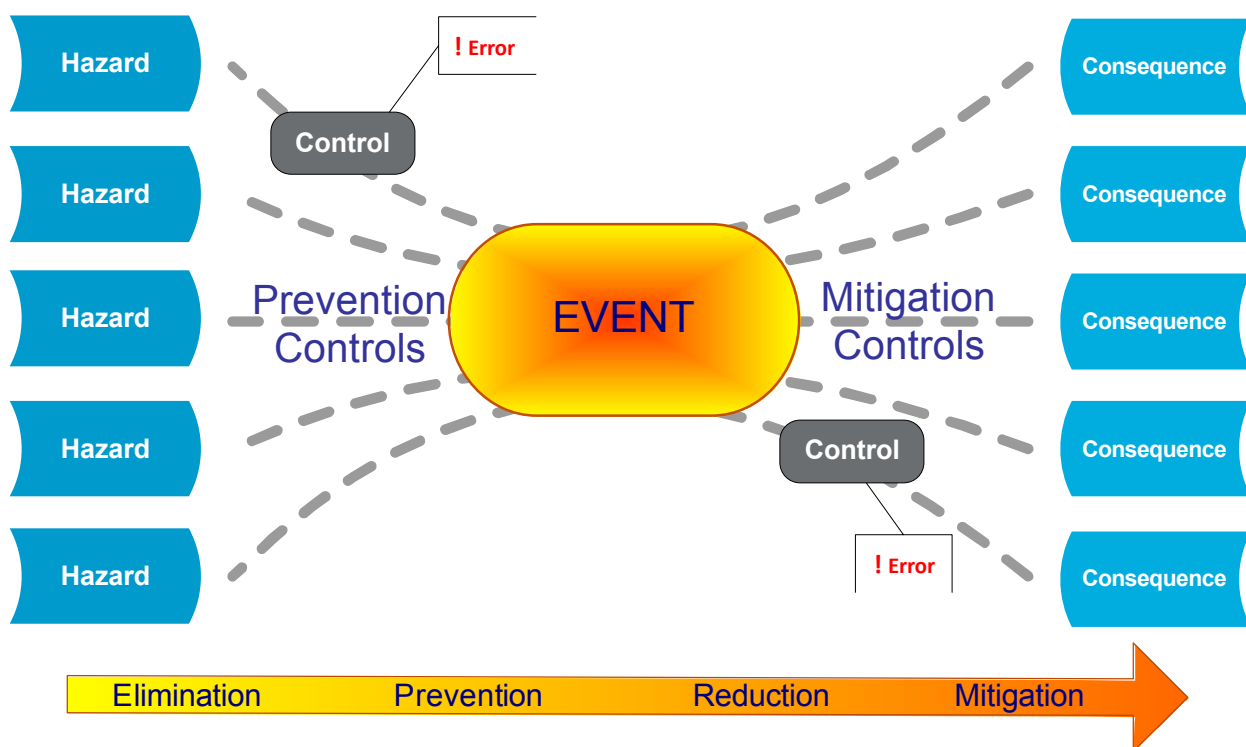 Hazard
! Error
Consequence
Control
Hazard
Consequence
Hazard
Prevention
Controls
EVENT
Mitigation
Controls
Consequence
Hazard
Control
Consequence
! Error
Hazard
Consequence
Elimination
Prevention
Reduction
Mitigation